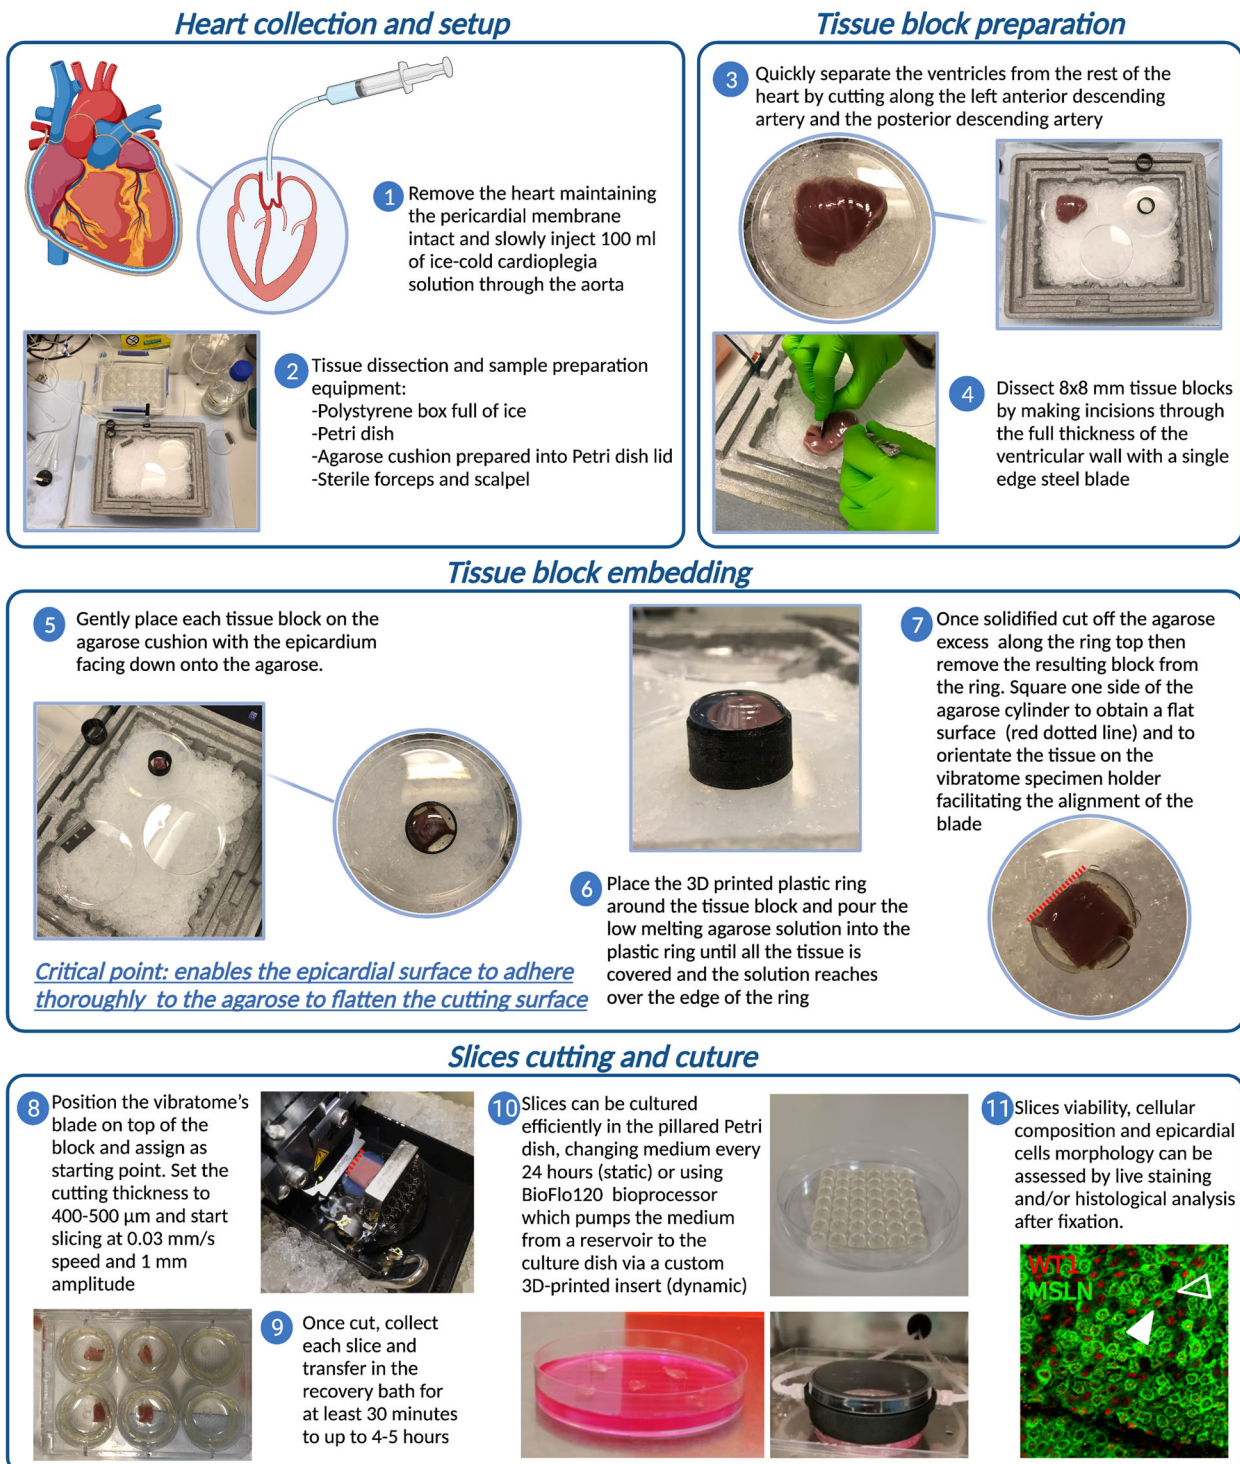 Heart collection and setup
1
Remove the heart maintaining
the pericardial membrane
intact and slowly inject 100 ml
of ice-cold cardioplegia
solution through the aorta
2
Tissue dissection and sample preparation
equipment:
-Polystyrene box full of ice
-Petri dish
-Agarose cushion prepared into Petri dish lid
-Sterile forceps and scalpel
Tissue block preparation
3
Quickly separate the ventricles from the rest of the
heart by cutting along the left anterior descending
artery and the posterior descending artery
4
Dissect 8x8 mm tissue blocks
by making incisions through
the full thickness of the
ventricular wall with a single
edge steel blade
Tissue block embedding
5
Gently place each tissue block on the
agarose cushion with the epicardium
facing down onto the agarose.
Critical point: enables the epicardial surface to adhere
thoroughly to the agarose to flatten the cutting surface
6
Place the 3D printed plastic ring
around the tissue block and pour the
low melting agarose solution into the
plastic ring until all the tissue is
covered and the solution reaches
over the edge of the ring
7
Once solidified cut off the agarose
excess along the ring top then
remove the resulting block from
the ring. Square one side of the
agarose cylinder to obtain a flat
surface (red dotted line) and to
orientate the tissue on the
vibratome specimen holder
facilitating the alignment of the
blade
Slices cutting and cuture
8
Position the vibratome's
blade on top of the
block and assign as
starting point. Set the
cutting thickness to
400-500 µm and start
slicing at 0.03 mm/s
speed and 1 mm
amplitude
9
Once cut, collect
each slice and
transfer in the
recovery bath for
at least 30 minutes
to up to 4-5 hours
10
Slices can be cultured
efficiently in the pillared Petri
dish, changing medium every
24 hours (static) or using
BioFlo120 bioprocessor
which pumps the medium
from a reservoir to the
culture dish via a custom
3D-printed insert (dynamic)
11
Slices viability, cellular
composition and epicardial
cells morphology can be
assessed by live staining
and/or histological analysis
after fixation.
WT1
MSLN